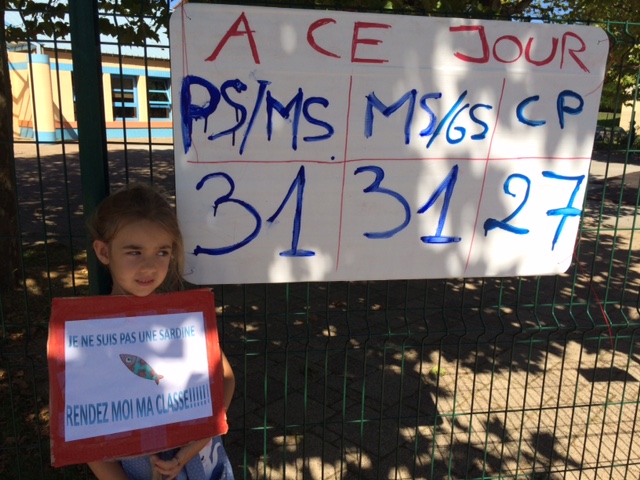 A CE JOUR
PS/MS. MS/GS CP
31 31 27
JE NE SUIS PAS UNE SARDINE
RENDEZ MOI MA CLASSE!!!!!!